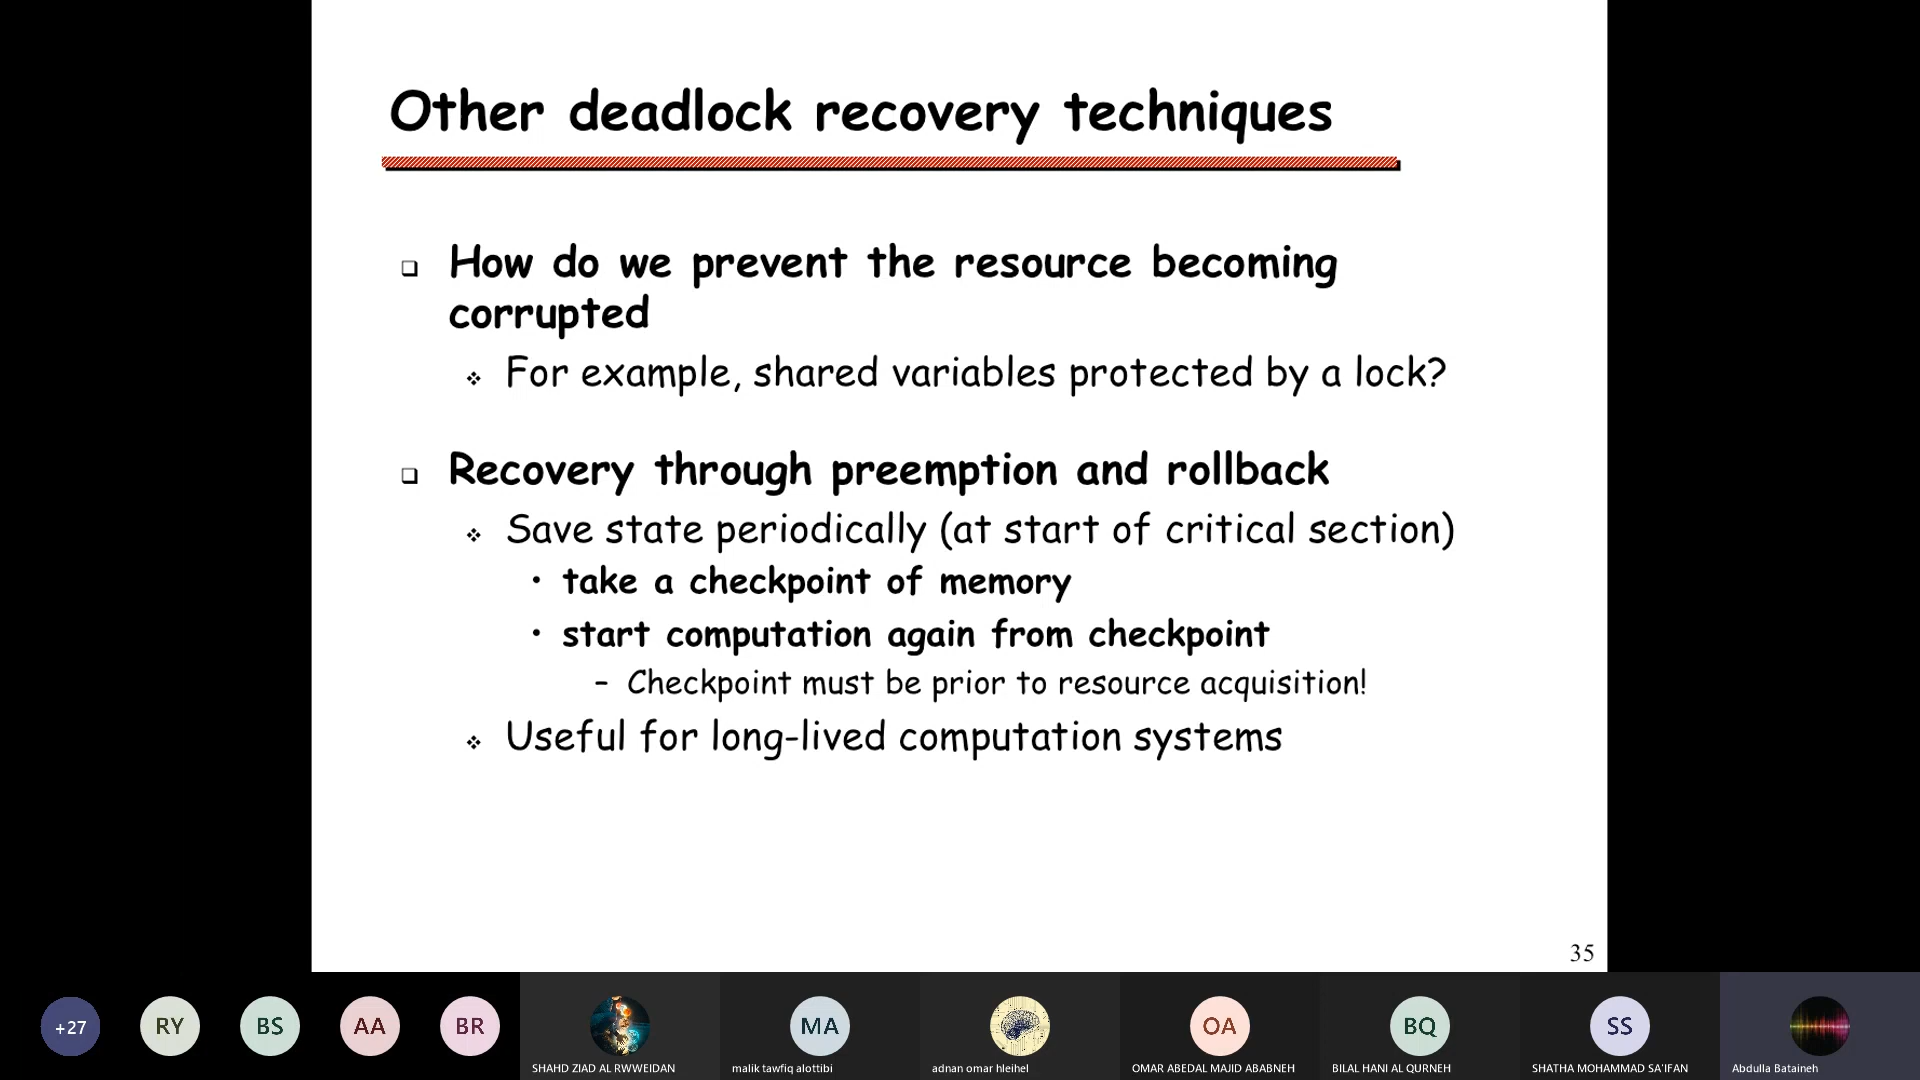 Other deadlock recovery techniques
❑ How do we prevent the resource becoming
corrupted
❖ For example, shared variables protected by a lock?
❑ Recovery through preemption and rollback
❖ Save state periodically (at start of critical section)
• take a checkpoint of memory
• start computation again from checkpoint
– Checkpoint must be prior to resource acquisition!
❖ Useful for long-lived computation systems
35
+27 RY BS AA BR MA OA BQ SS
SHAHD ZIAD AL RWWEIDAN malik tawfiq alottibi adnan omar hleihel OMAR ABEDAL MAJID ABABNEH BILAL HANI AL QURNEH SHATHA MOHAMMAD SA'IFAN Abdulla Bataineh